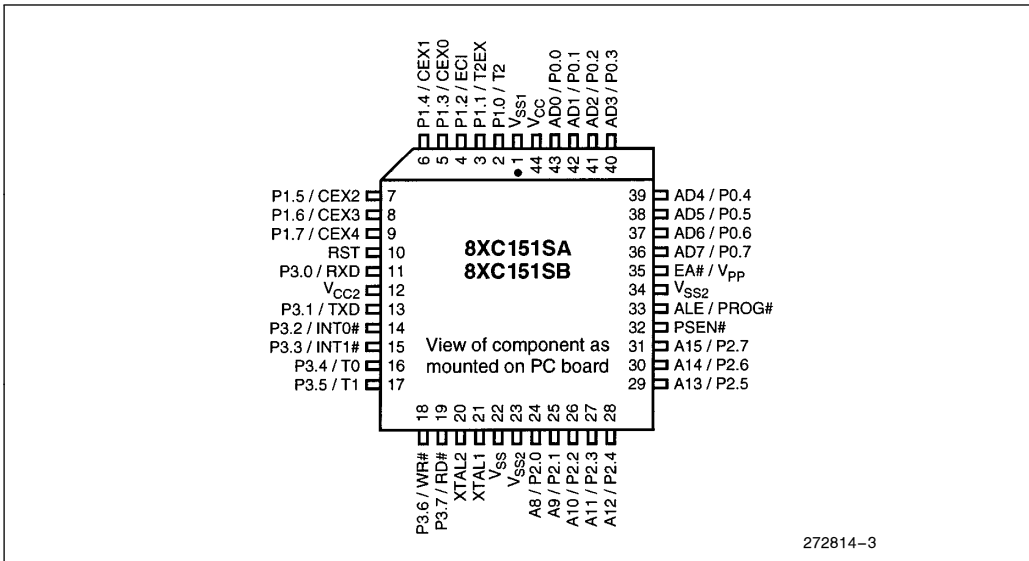 P1.4 / CEX1
P1.3 / CEX0
P1.2 / ECI
P1.1 / T2EX
P1.0 / T2
VSS1
VCC
AD0 / P0.0
AD1 / P0.1
AD2 / P0.2
AD3 / P0.3
6
5
4
3
2
1
44
43
42
41
40
P1.5 / CEX2 7
P1.6 / CEX3 8
P1.7 / CEX4 9
RST 10
P3.0 / RXD 11
VCC2 12
P3.1 / TXD 13
P3.2 / INT0# 14
P3.3 / INT1# 15
P3.4 / T0 16
P3.5 / T1 17
8XC151SA
8XC151SB
View of component as
mounted on PC board
39 AD4 / P0.4
38 AD5 / P0.5
37 AD6 / P0.6
36 AD7 / P0.7
35 EA# / VPP
34 VSS2
33 ALE / PROG#
32 PSEN#
31 A15 / P2.7
30 A14 / P2.6
29 A13 / P2.5
18
19
20
21
22
23
24
25
26
27
28
P3.6 / WR#
P3.7 / RD#
XTAL2
XTAL1
VSS
VSS2
A8 / P2.0
A9 / P2.1
A10 / P2.2
A11 / P2.3
A12 / P2.4
272814–3